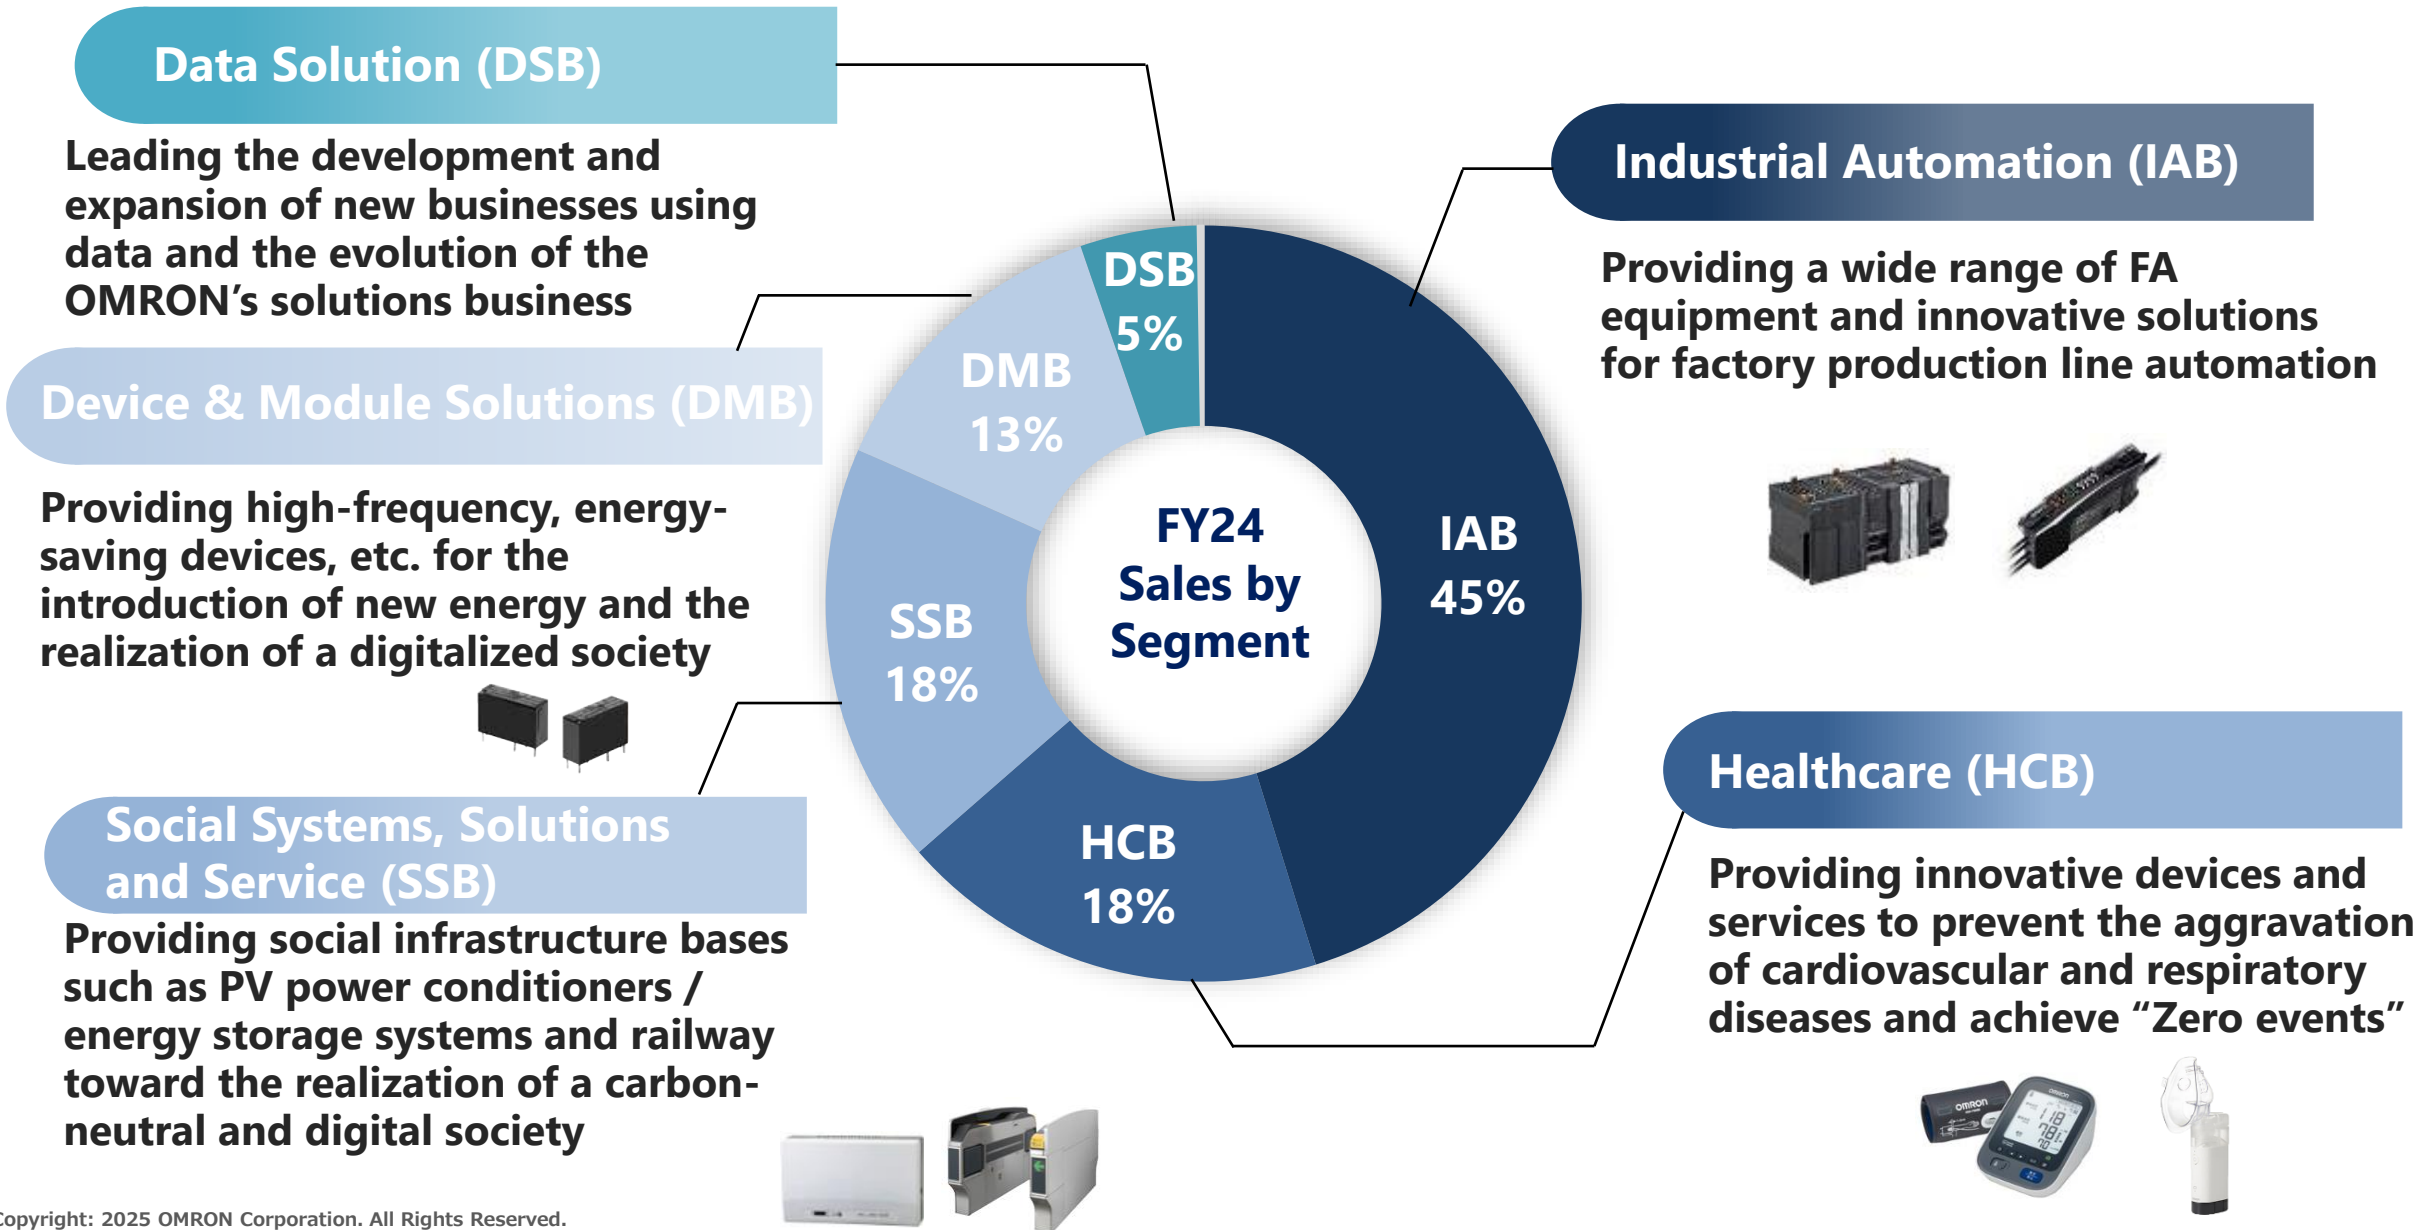 Data Solution (DSB)
Leading the development and
expansion of new businesses using
data and the evolution of the
OMRON’s solutions business
Device & Module Solutions (DMB)
Providing high-frequency, energy-
saving devices, etc. for the
introduction of new energy and the
realization of a digitalized society
Social Systems, Solutions
and Service (SSB)
Providing social infrastructure bases
such as PV power conditioners /
energy storage systems and railway
toward the realization of a carbon-
neutral and digital society
DSB
5%
DMB
13%
SSB
18%
HCB
18%
IAB
45%
FY24
Sales by
Segment
Industrial Automation (IAB)
Providing a wide range of FA
equipment and innovative solutions
for factory production line automation
Healthcare (HCB)
Providing innovative devices and
services to prevent the aggravation
of cardiovascular and respiratory
diseases and achieve “Zero events”
OMRON
OMRON
118
78
70
Copyright: 2025 OMRON Corporation. All Rights Reserved.